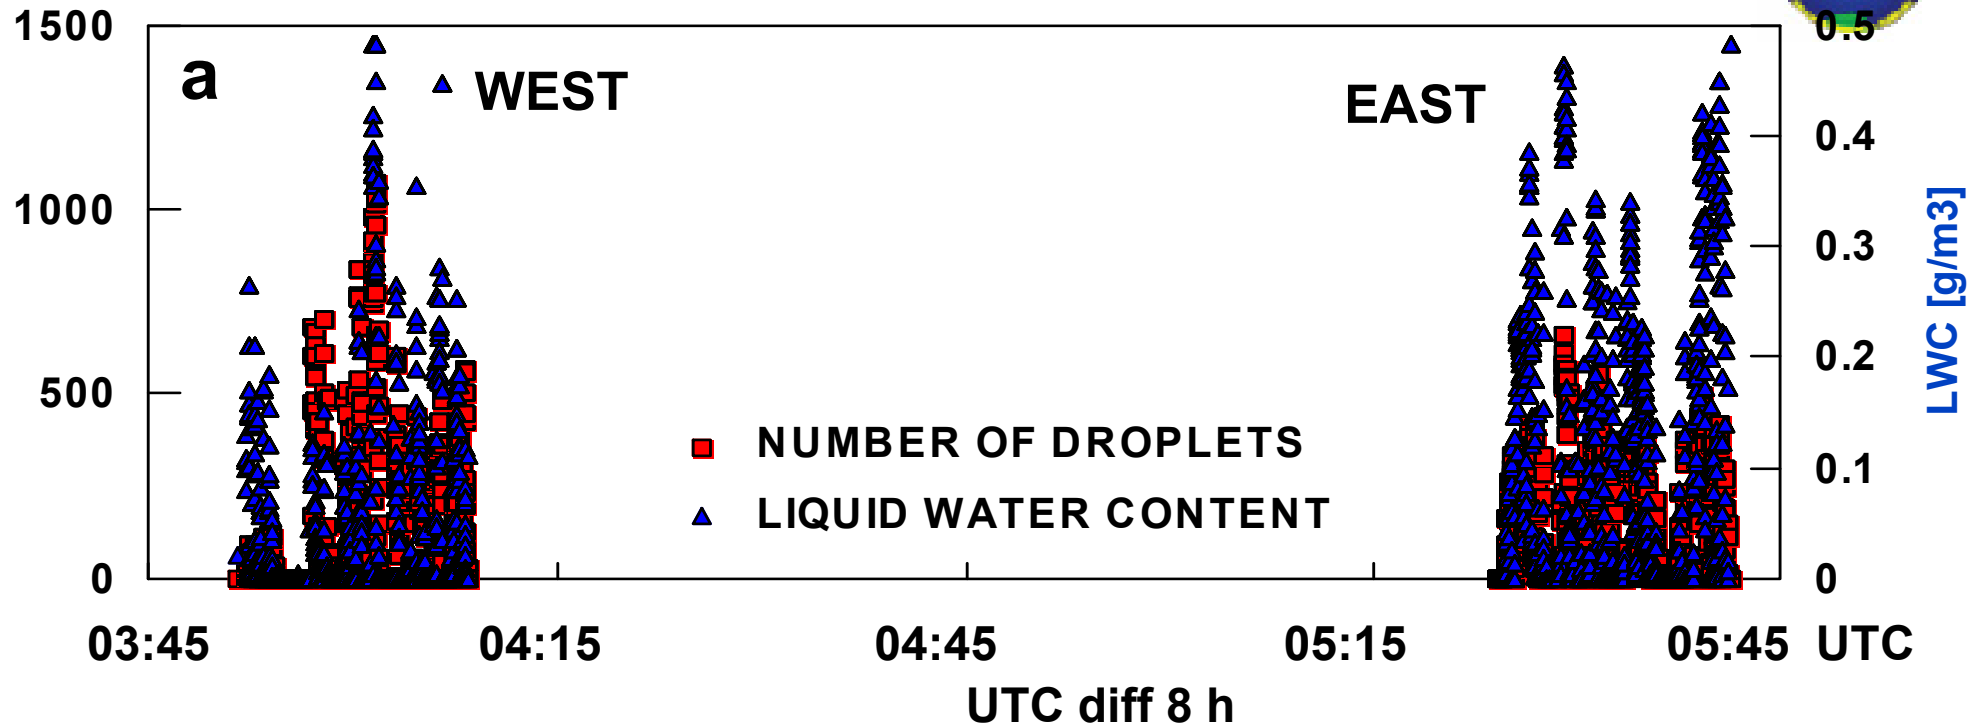 1500
0.5
a
WEST
EAST
0.4
1000
0.3
LWC [g/m3]
0.2
500
NUMBER OF DROPLETS
0.1
LIQUID WATER CONTENT
0
0
03:45
04:15
04:45
05:15
05:45 UTC
UTC diff 8 h